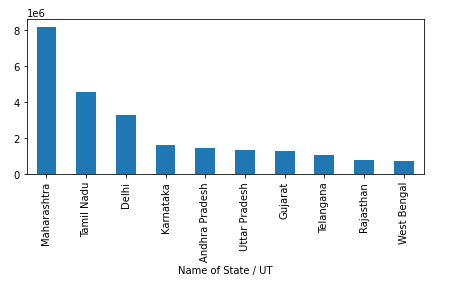 1e6
8
6
4
2
0
Maharashtra
Tamil Nadu
Delhi
Karnataka
Andhra Pradesh
Uttar Pradesh
Gujarat
Telangana
Rajasthan
West Bengal
Name of State / UT